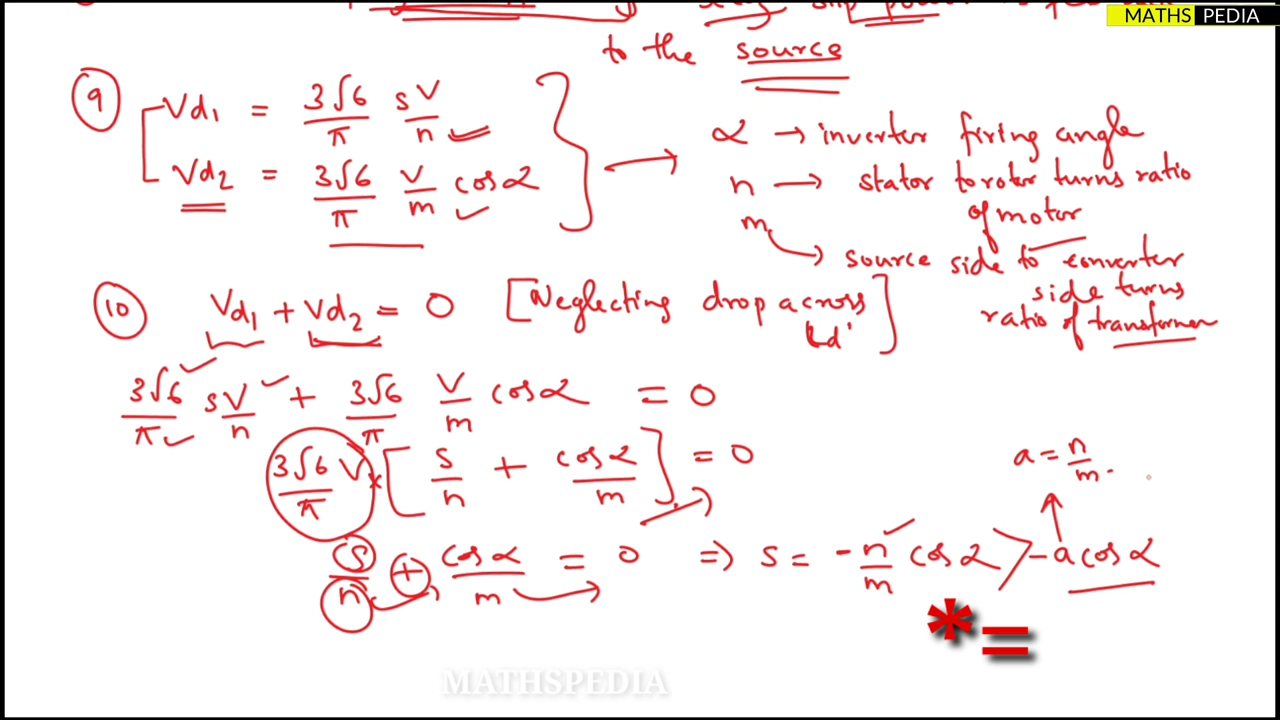 MATHS PEDIA
to the source
9 Vd1 = 3√6/π sV/n
Vd2 = 3√6/π V/m cosα
α → inverter firing angle
n → stator to rotor turns ratio
of motor
m → source side to converter
side turns
ratio of transformer
10 Vd1 + Vd2 = 0 [Neglecting drop across
Ld]
3√6/π sV/n + 3√6/π V/m cosα = 0
3√6/π V × [s/n + cosα/m] = 0
a = n/m.
s/n + cosα/m = 0 ⇒ s = -n/m cosα > -a cosα
*=
MATHSPEDIA